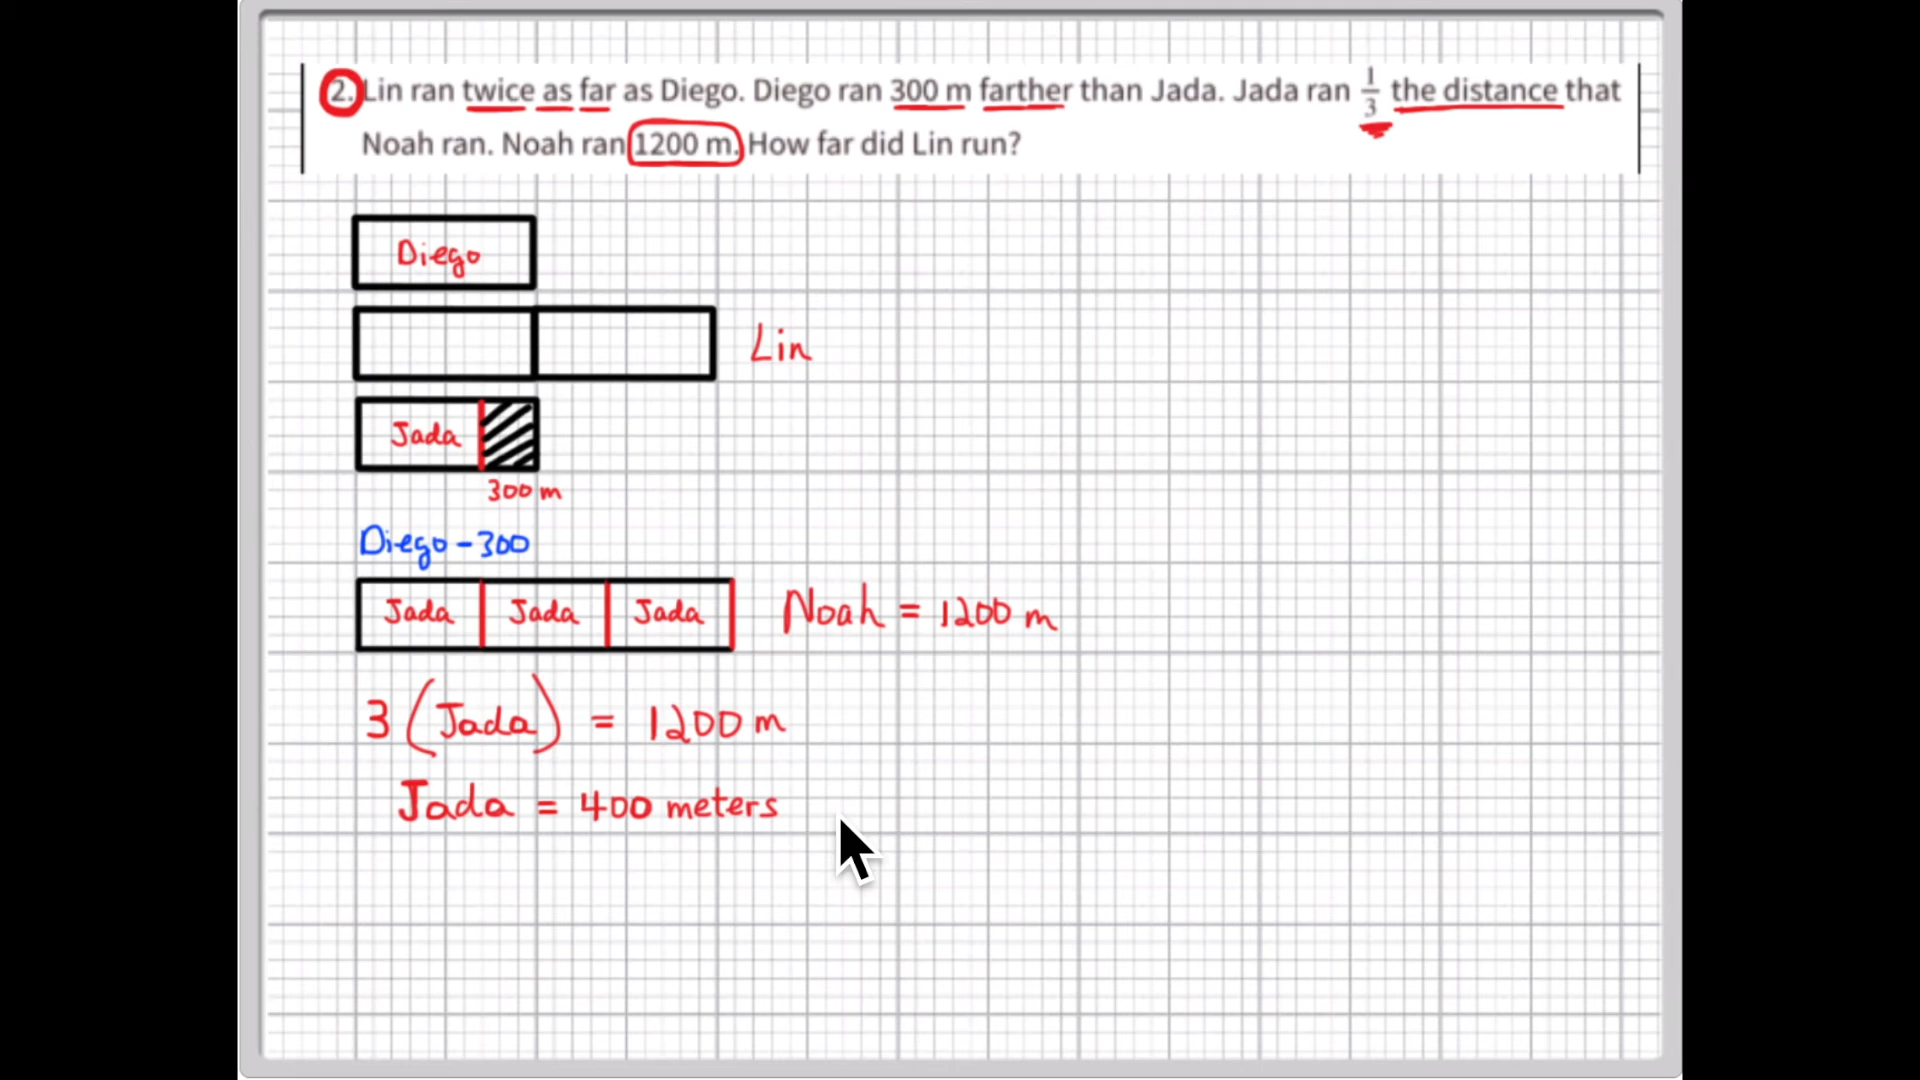 2. Lin ran twice as far as Diego. Diego ran 300 m farther than Jada. Jada ran 1/3 the distance that
Noah ran. Noah ran 1200 m. How far did Lin run?
Diego
Lin
Jada
300 m
Diego - 300
Jada Jada Jada Noah = 1200 m
3 (Jada) = 1200 m
Jada = 400 meters